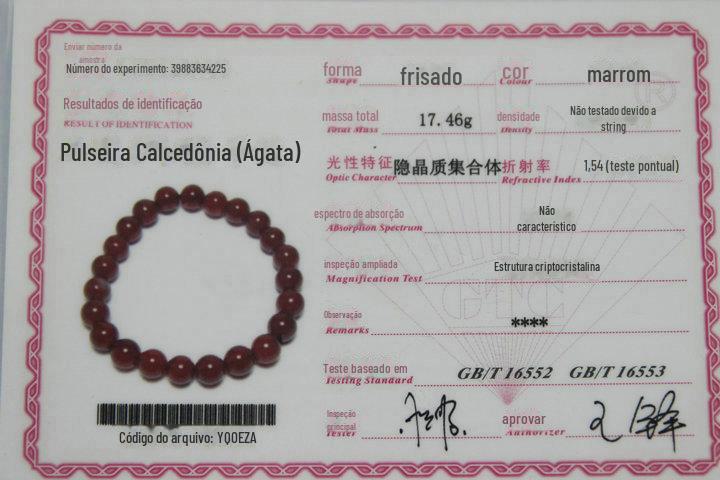 Enviar número da
amostra
Número do experimento: 39883634225
Resultados de identificação
RESULT OF IDENTIFICATION
Pulseira Calcedônia (Ágata)
Código do arquivo: YQOEZA
forma frisado cor marrom
Shape Colour
massa total 17.46g densidade Não testado devido a string
Total Mass Density
光性特征 隐晶质集合体 折射率 1,54 (teste pontual)
Optic Character Refractive Index
espectro de absorção Não
Absorption Spectrum característico
inspeção ampliada Estrutura criptocristalina
Magnification Test
Observação ****
Remarks
Teste baseado em GB/T 16552 GB/T 16553
Testing Standard
Inspeção
principal aprovar
Tester Authorizer
GTC
®